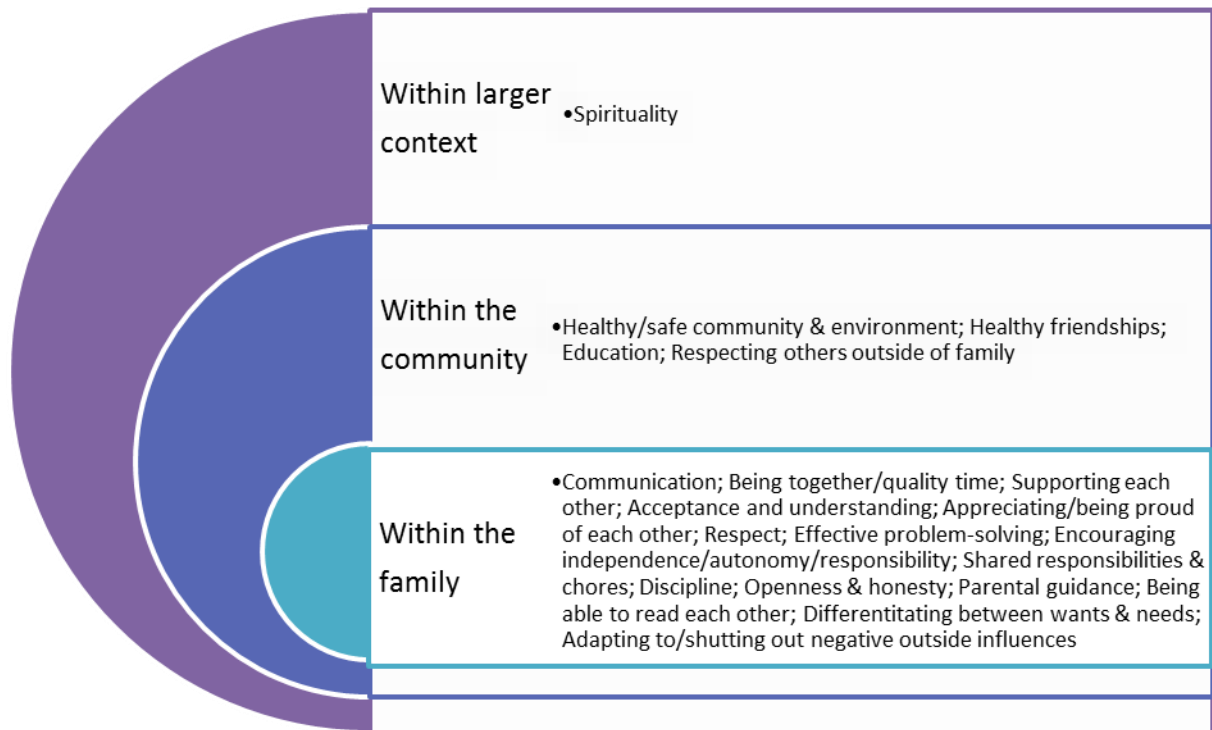 Within larger
context
•Spirituality
Within the
community
•Healthy/safe community & environment; Healthy friendships;
Education; Respecting others outside of family
Within the
family
•Communication; Being together/quality time; Supporting each
other; Acceptance and understanding; Appreciating/being proud
of each other; Respect; Effective problem-solving; Encouraging
independence/autonomy/responsibility; Shared responsibilities &
chores; Discipline; Openness & honesty; Parental guidance; Being
able to read each other; Differentitating between wants & needs;
Adapting to/shutting out negative outside influences